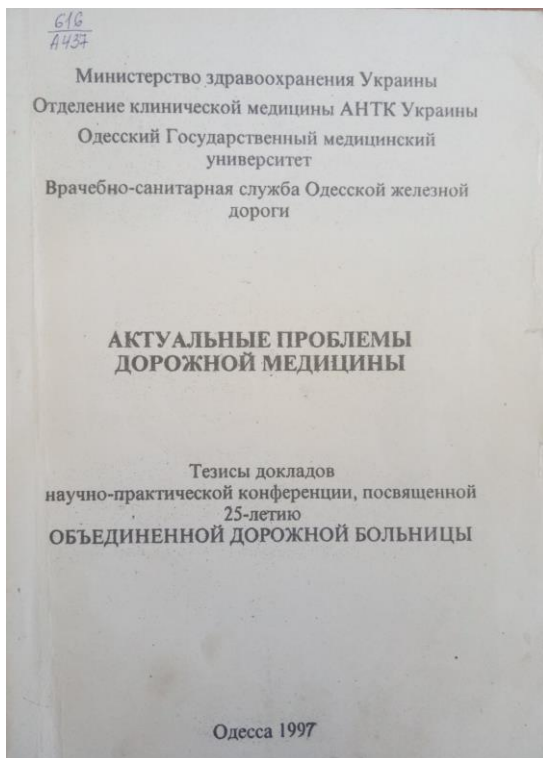 616
А437
Министерство здравоохранения Украины
Отделение клинической медицины АНТК Украины
Одесский Государственный медицинский
университет
Врачебно-санитарная служба Одесской железной
дороги
АКТУАЛЬНЫЕ ПРОБЛЕМЫ
ДОРОЖНОЙ МЕДИЦИНЫ
Тезисы докладов
научно-практической конференции, посвященной
25-летию
ОБЪЕДИНЕННОЙ ДОРОЖНОЙ БОЛЬНИЦЫ
Одесса 1997